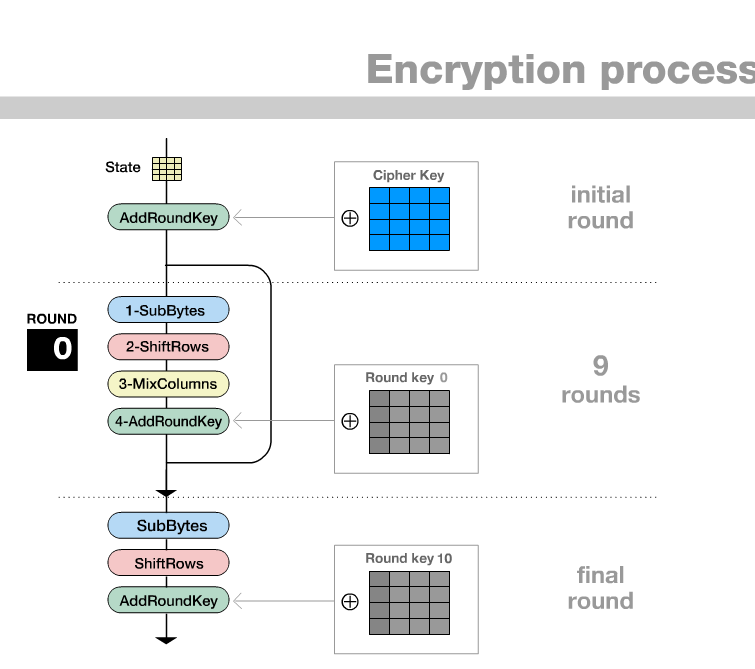 Encryption process
State
Cipher Key
AddRoundKey
⊕
initial
round
ROUND
0
1-SubBytes
2-ShiftRows
3-MixColumns
4-AddRoundKey
Round key 0
⊕
9
rounds
SubBytes
ShiftRows
AddRoundKey
Round key 10
⊕
final
round